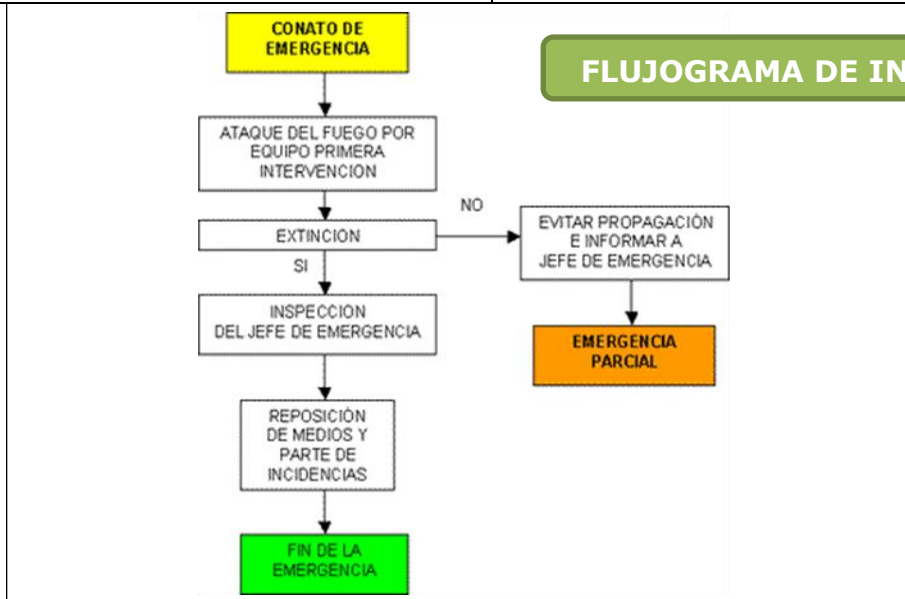 CONATO DE
EMERGENCIA
FLUJOGRAMA DE IN
ATAQUE DEL FUEGO POR
EQUIPO PRIMERA
INTERVENCION
EXTINCION
NO
EVITAR PROPAGACIÓN
E INFORMAR A
JEFE DE EMERGENCIA
SI
INSPECCION
DEL JEFE DE EMERGENCIA
EMERGENCIA
PARCIAL
REPOSICIÓN
DE MEDIOS Y
PARTE DE
INCIDENCIAS
FIN DE LA
EMERGENCIA